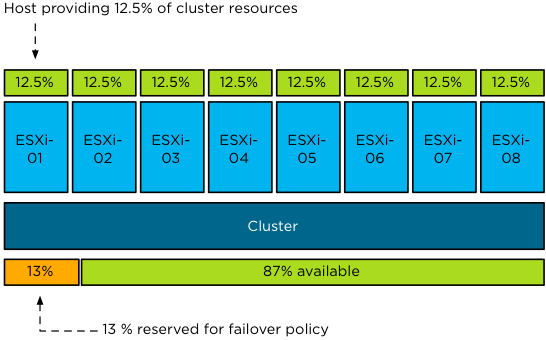 Host providing 12.5% of cluster resources
12.5% 12.5% 12.5% 12.5% 12.5% 12.5% 12.5% 12.5%
ESXi-
01
ESXi-
02
ESXi-
03
ESXi-
04
ESXi-
05
ESXi-
06
ESXi-
07
ESXi-
08
Cluster
13% 87% available
13 % reserved for failover policy